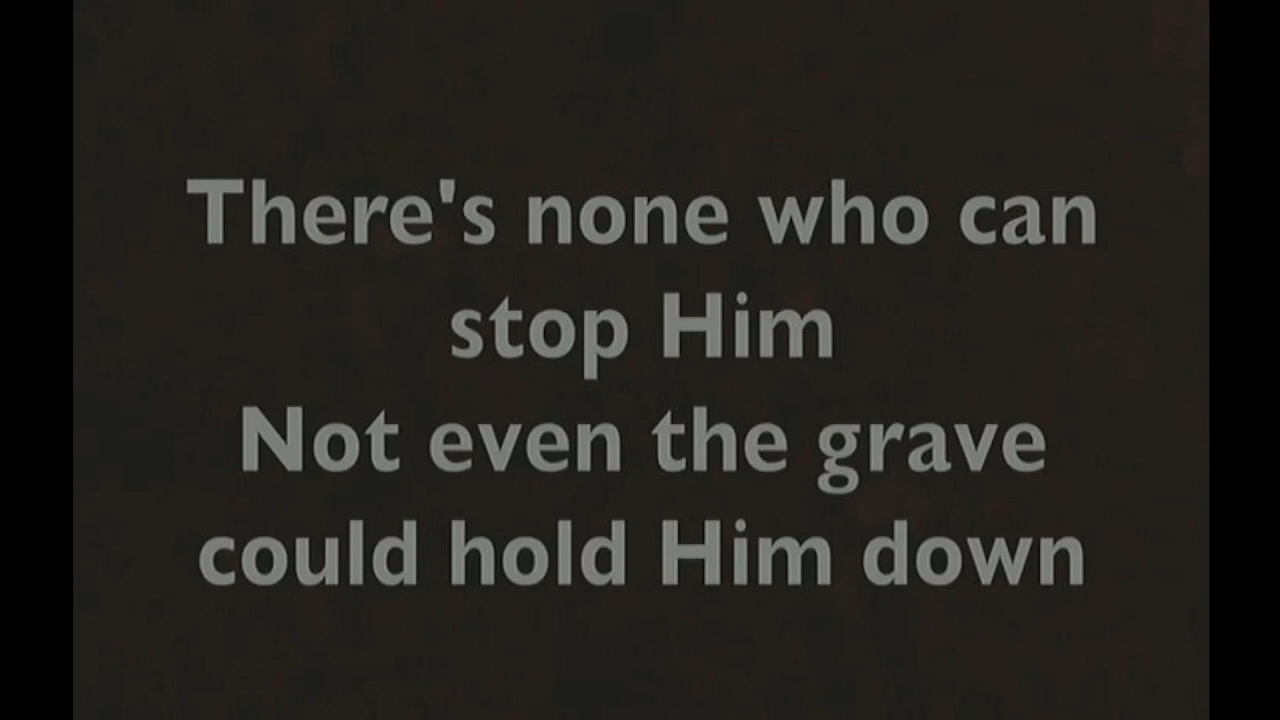 There's none who can
stop Him
Not even the grave
could hold Him down